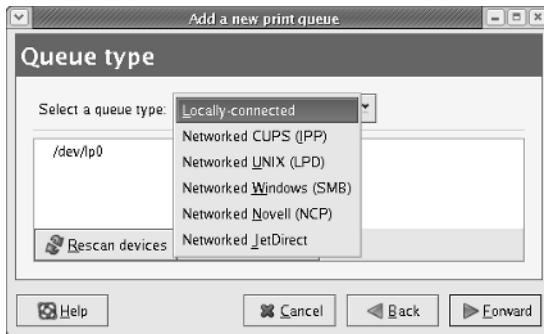 Add a new print queue
Queue type
Select a queue type:
Locally-connected
Networked CUPS (IPP)
Networked UNIX (LPD)
Networked Windows (SMB)
Networked Novell (NCP)
Networked JetDirect
/dev/lp0
Rescan devices
Help
Cancel
Back
Forward